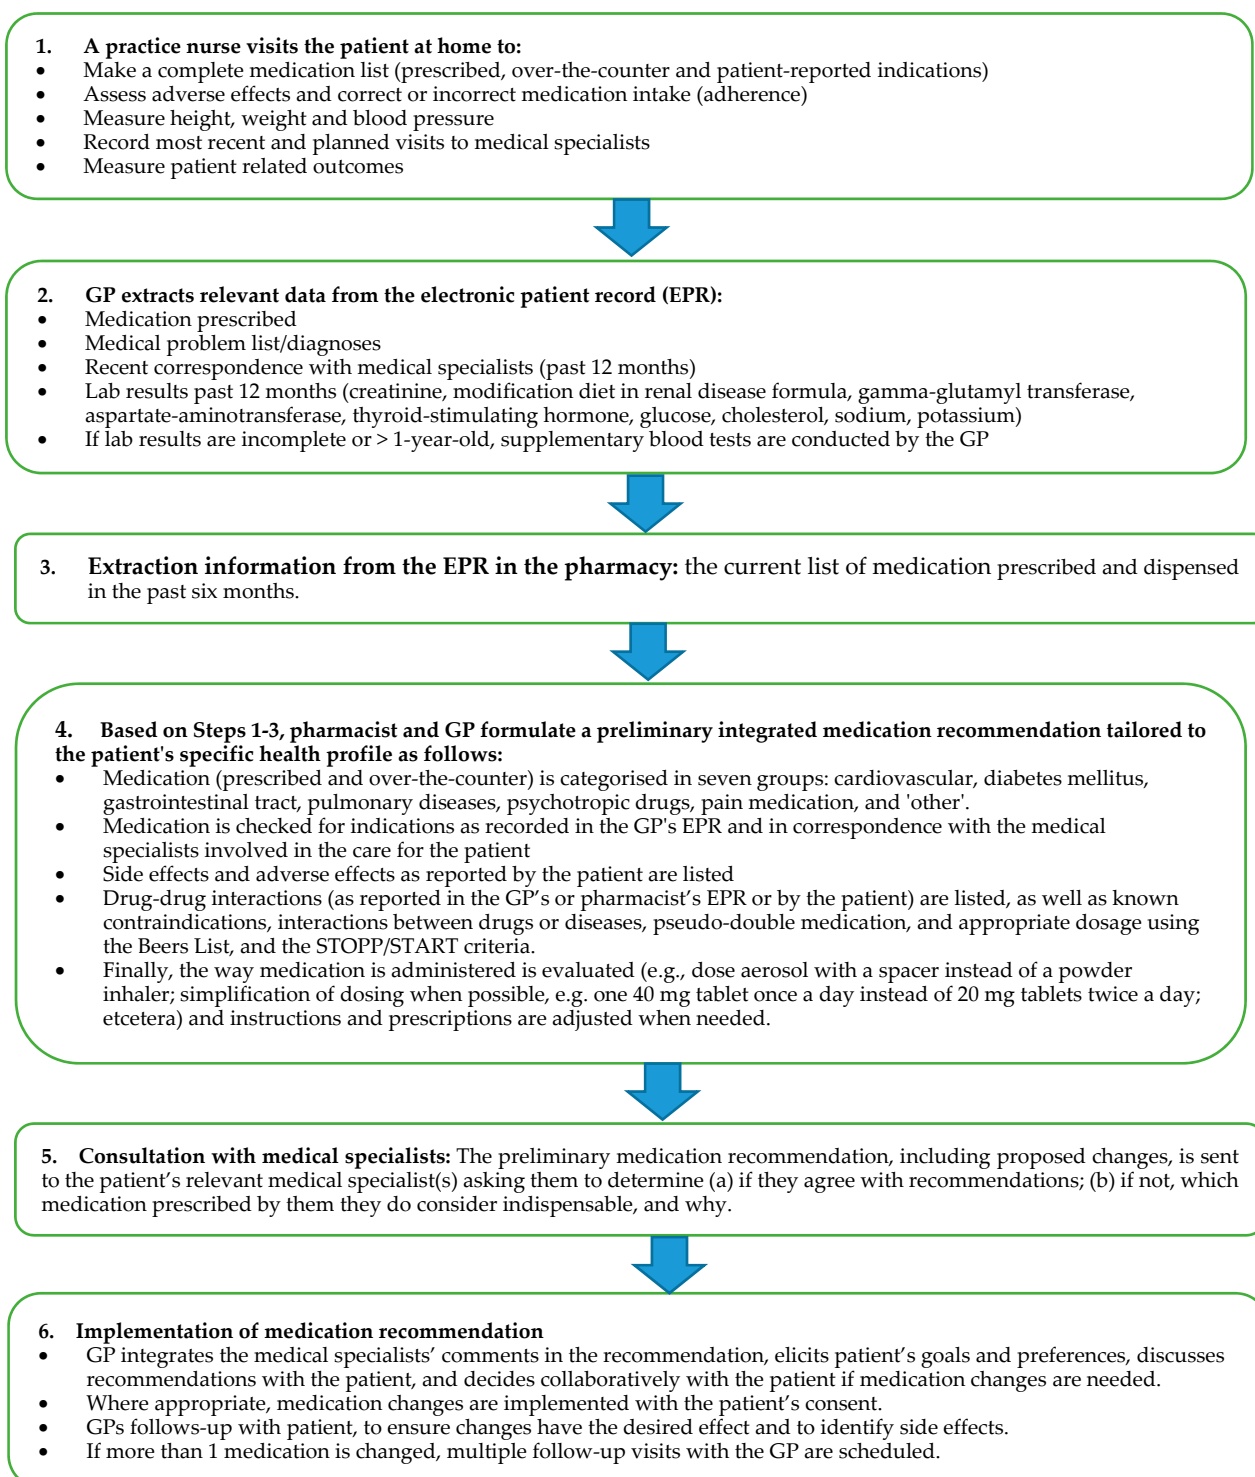 1. A practice nurse visits the patient at home to:
• Make a complete medication list (prescribed, over-the-counter and patient-reported indications)
• Assess adverse effects and correct or incorrect medication intake (adherence)
• Measure height, weight and blood pressure
• Record most recent and planned visits to medical specialists
• Measure patient related outcomes
2. GP extracts relevant data from the electronic patient record (EPR):
• Medication prescribed
• Medical problem list/diagnoses
• Recent correspondence with medical specialists (past 12 months)
• Lab results past 12 months (creatinine, modification diet in renal disease formula, gamma-glutamyl transferase,
aspartate-aminotransferase, thyroid-stimulating hormone, glucose, cholesterol, sodium, potassium)
• If lab results are incomplete or > 1-year-old, supplementary blood tests are conducted by the GP
3. Extraction information from the EPR in the pharmacy: the current list of medication prescribed and dispensed
in the past six months.
4. Based on Steps 1-3, pharmacist and GP formulate a preliminary integrated medication recommendation tailored to
the patient's specific health profile as follows:
• Medication (prescribed and over-the-counter) is categorised in seven groups: cardiovascular, diabetes mellitus,
gastrointestinal tract, pulmonary diseases, psychotropic drugs, pain medication, and 'other'.
• Medication is checked for indications as recorded in the GP's EPR and in correspondence with the medical
specialists involved in the care for the patient
• Side effects and adverse effects as reported by the patient are listed
• Drug-drug interactions (as reported in the GP's or pharmacist's EPR or by the patient) are listed, as well as known
contraindications, interactions between drugs or diseases, pseudo-double medication, and appropriate dosage using
the Beers List, and the STOPP/START criteria.
• Finally, the way medication is administered is evaluated (e.g., dose aerosol with a spacer instead of a powder
inhaler; simplification of dosing when possible, e.g. one 40 mg tablet once a day instead of 20 mg tablets twice a day;
etcetera) and instructions and prescriptions are adjusted when needed.
5. Consultation with medical specialists: The preliminary medication recommendation, including proposed changes, is sent
to the patient's relevant medical specialist(s) asking them to determine (a) if they agree with recommendations; (b) if not, which
medication prescribed by them they do consider indispensable, and why.
6. Implementation of medication recommendation
• GP integrates the medical specialists' comments in the recommendation, elicits patient's goals and preferences, discusses
recommendations with the patient, and decides collaboratively with the patient if medication changes are needed.
• Where appropriate, medication changes are implemented with the patient's consent.
• GPs follows-up with patient, to ensure changes have the desired effect and to identify side effects.
• If more than 1 medication is changed, multiple follow-up visits with the GP are scheduled.